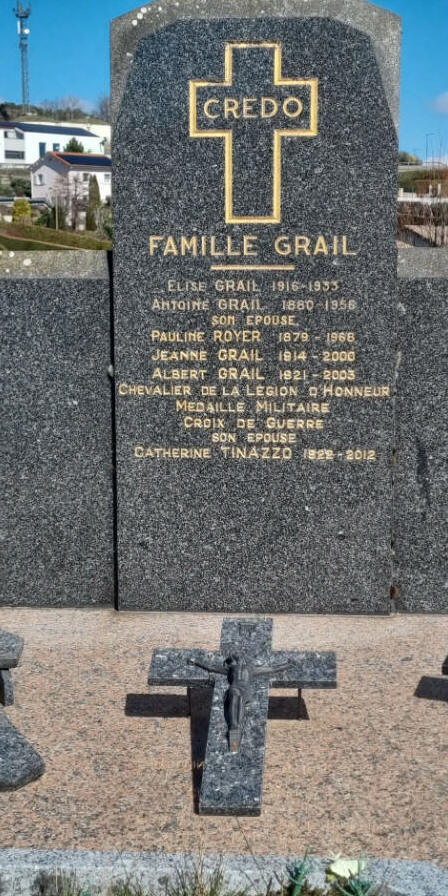 CREDO
FAMILLE GRAIL
ELISE GRAIL 1916-1933
ANTOINE GRAIL 1880-1956
SON EPOUSE
PAULINE ROYER 1879-1966
JEANNE GRAIL 1914-2000
ALBERT GRAIL 1921-2003
CHEVALIER DE LA LEGION D'HONNEUR
MEDAILLE MILITAIRE
CROIX DE GUERRE
SON EPOUSE
CATHERINE TINAZZO 1922-2012